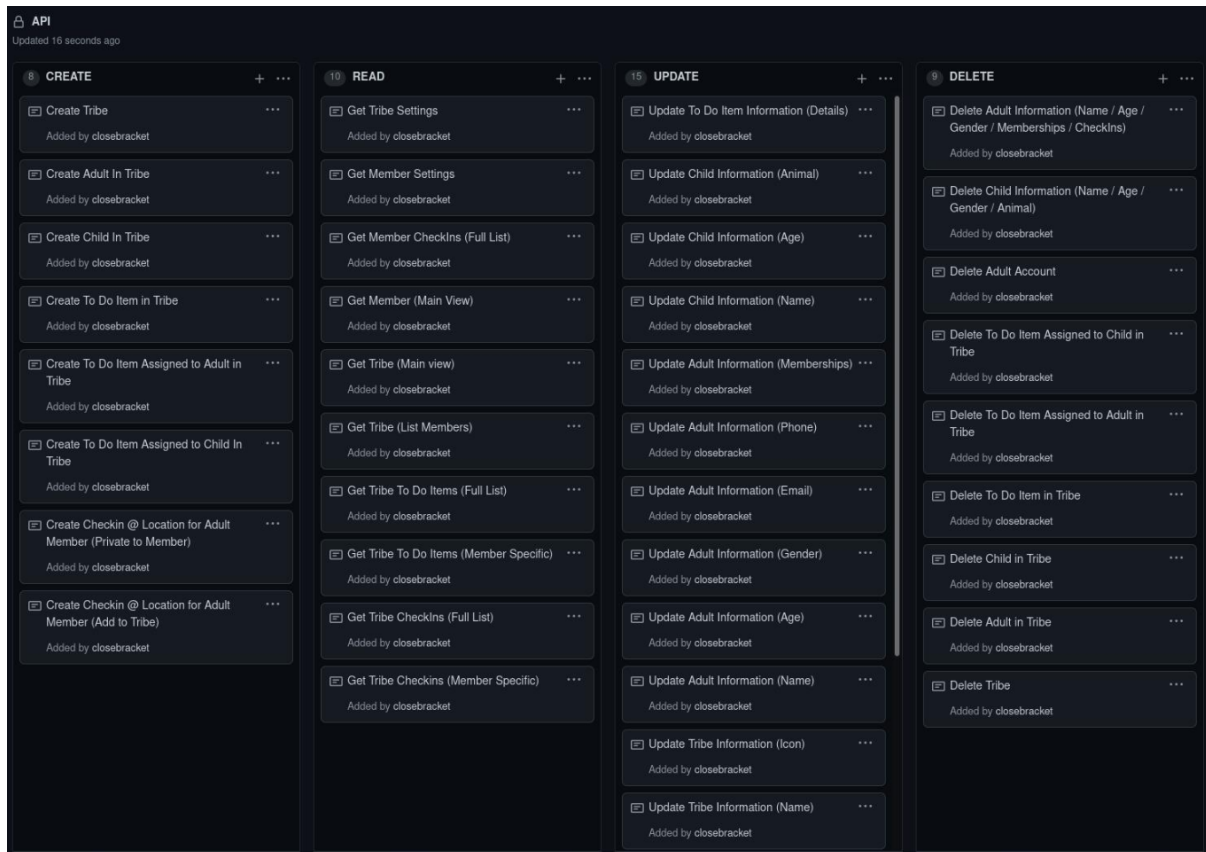 API
Updated 16 seconds ago
8 CREATE
Create Tribe
Added by closebracket
Create Adult In Tribe
Added by closebracket
Create Child In Tribe
Added by closebracket
Create To Do Item in Tribe
Added by closebracket
Create To Do Item Assigned to Adult in
Tribe
Added by closebracket
Create To Do Item Assigned to Child In
Tribe
Added by closebracket
Create Checkin @ Location for Adult
Member (Private to Member)
Added by closebracket
Create Checkin @ Location for Adult
Member (Add to Tribe)
Added by closebracket
10 READ
Get Tribe Settings
Added by closebracket
Get Member Settings
Added by closebracket
Get Member CheckIns (Full List)
Added by closebracket
Get Member (Main View)
Added by closebracket
Get Tribe (Main view)
Added by closebracket
Get Tribe (List Members)
Added by closebracket
Get Tribe To Do Items (Full List)
Added by closebracket
Get Tribe To Do Items (Member Specific)
Added by closebracket
Get Tribe CheckIns (Full List)
Added by closebracket
Get Tribe Checkins (Member Specific)
Added by closebracket
15 UPDATE
Update To Do Item Information (Details)
Added by closebracket
Update Child Information (Animal)
Added by closebracket
Update Child Information (Age)
Added by closebracket
Update Child Information (Name)
Added by closebracket
Update Adult Information (Memberships)
Added by closebracket
Update Adult Information (Phone)
Added by closebracket
Update Adult Information (Email)
Added by closebracket
Update Adult Information (Gender)
Added by closebracket
Update Adult Information (Age)
Added by closebracket
Update Adult Information (Name)
Added by closebracket
Update Tribe Information (Icon)
Added by closebracket
Update Tribe Information (Name)
Added by closebracket
9 DELETE
Delete Adult Information (Name / Age /
Gender / Memberships / CheckIns)
Added by closebracket
Delete Child Information (Name / Age /
Gender / Animal)
Added by closebracket
Delete Adult Account
Added by closebracket
Delete To Do Item Assigned to Child in
Tribe
Added by closebracket
Delete To Do Item Assigned to Adult in
Tribe
Added by closebracket
Delete To Do Item in Tribe
Added by closebracket
Delete Child in Tribe
Added by closebracket
Delete Adult in Tribe
Added by closebracket
Delete Tribe
Added by closebracket